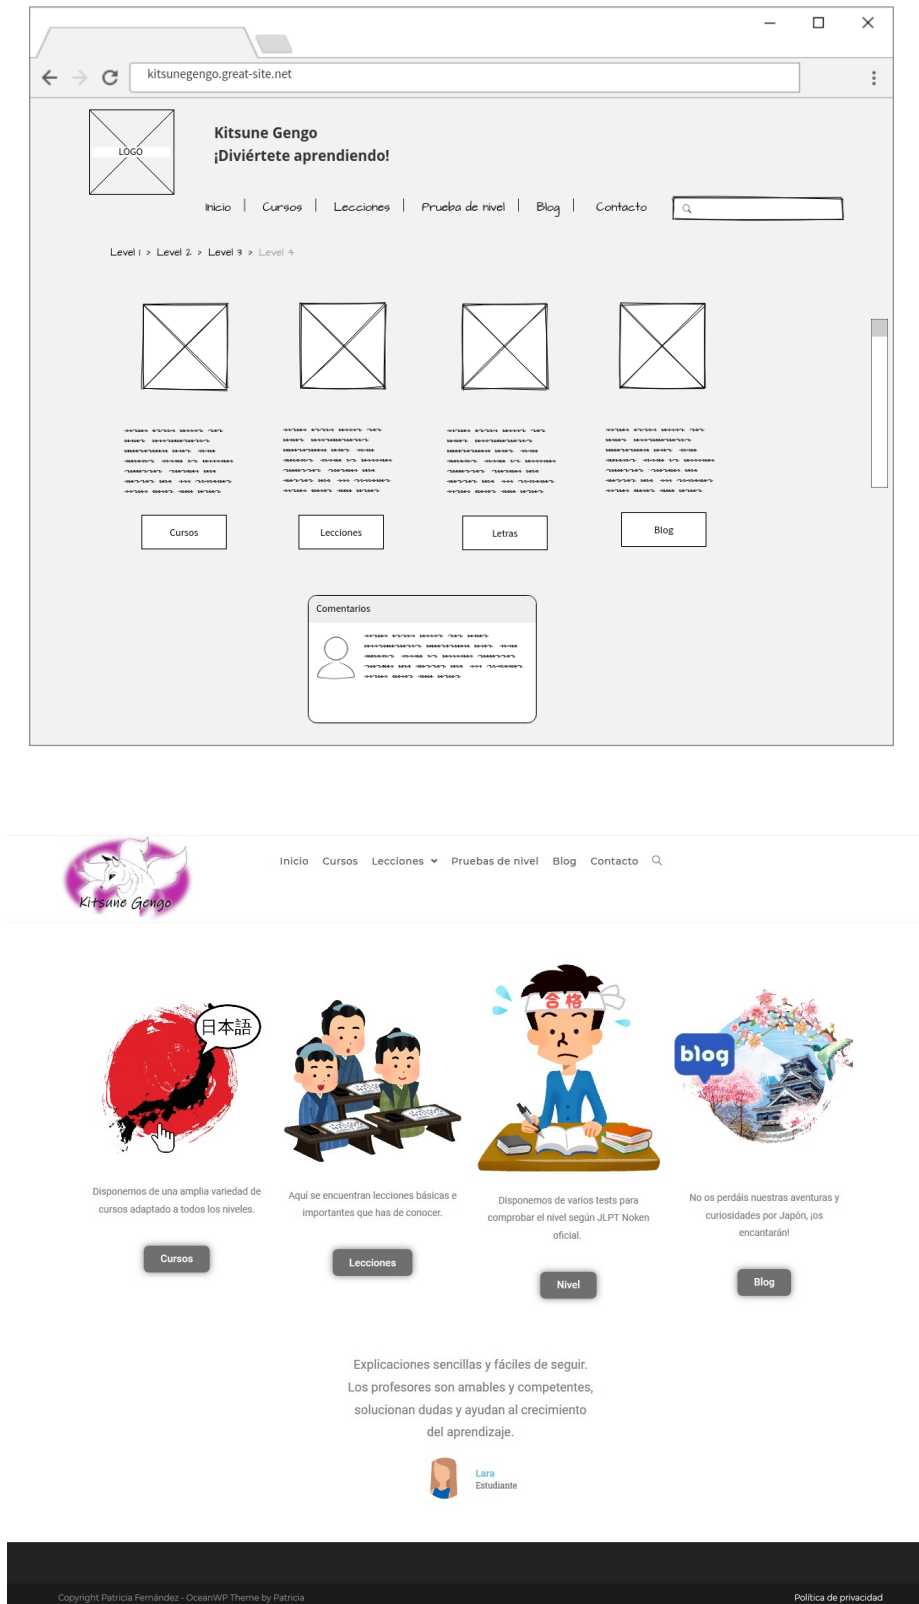 kitsunegengo.great-site.net
LOGO
Kitsune Gengo
¡Diviértete aprendiendo!
Inicio | Cursos | Lecciones | Prueba de nivel | Blog | Contacto
Level 1 > Level 2 > Level 3 > Level 4
Cursos
Lecciones
Letras
Blog
Comentarios
Kitsune Gengo
Inicio Cursos Lecciones Pruebas de nivel Blog Contacto
日本語
合格
blog
Disponemos de una amplia variedad de
cursos adaptado a todos los niveles.
Cursos
Aquí se encuentran lecciones básicas e
importantes que has de conocer.
Lecciones
Disponemos de varios tests para
comprobar el nivel según JLPT Noken
oficial.
Nivel
No os perdáis nuestras aventuras y
curiosidades por Japón, ¡os
encantarán!
Blog
Explicaciones sencillas y fáciles de seguir.
Los profesores son amables y competentes,
solucionan dudas y ayudan al crecimiento
del aprendizaje.
Lara
Estudiante
Copyright Patricia Fernández - OceanWP Theme by Patricia
Política de privacidad